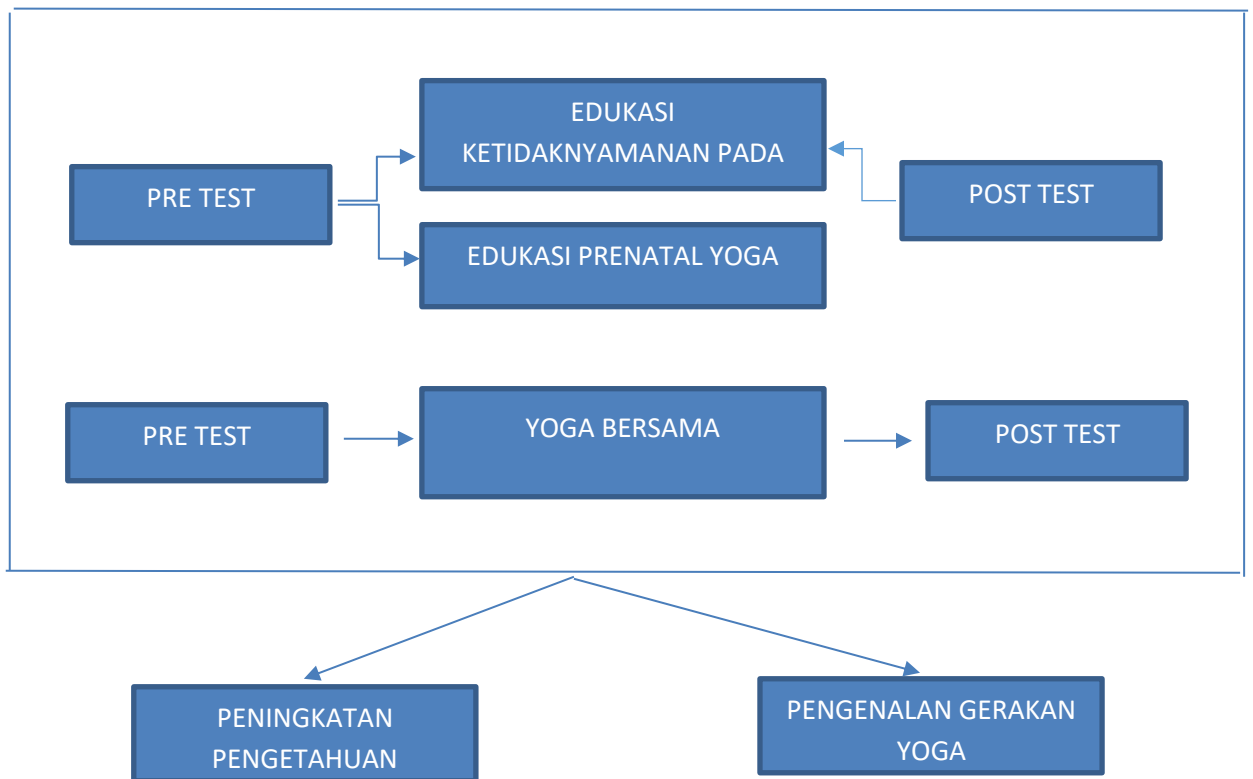 EDUKASI
KETIDAKNYAMANAN PADA
PRE TEST
POST TEST
EDUKASI PRENATAL YOGA
PRE TEST
YOGA BERSAMA
POST TEST
PENINGKATAN
PENGETAHUAN
PENGENALAN GERAKAN
YOGA